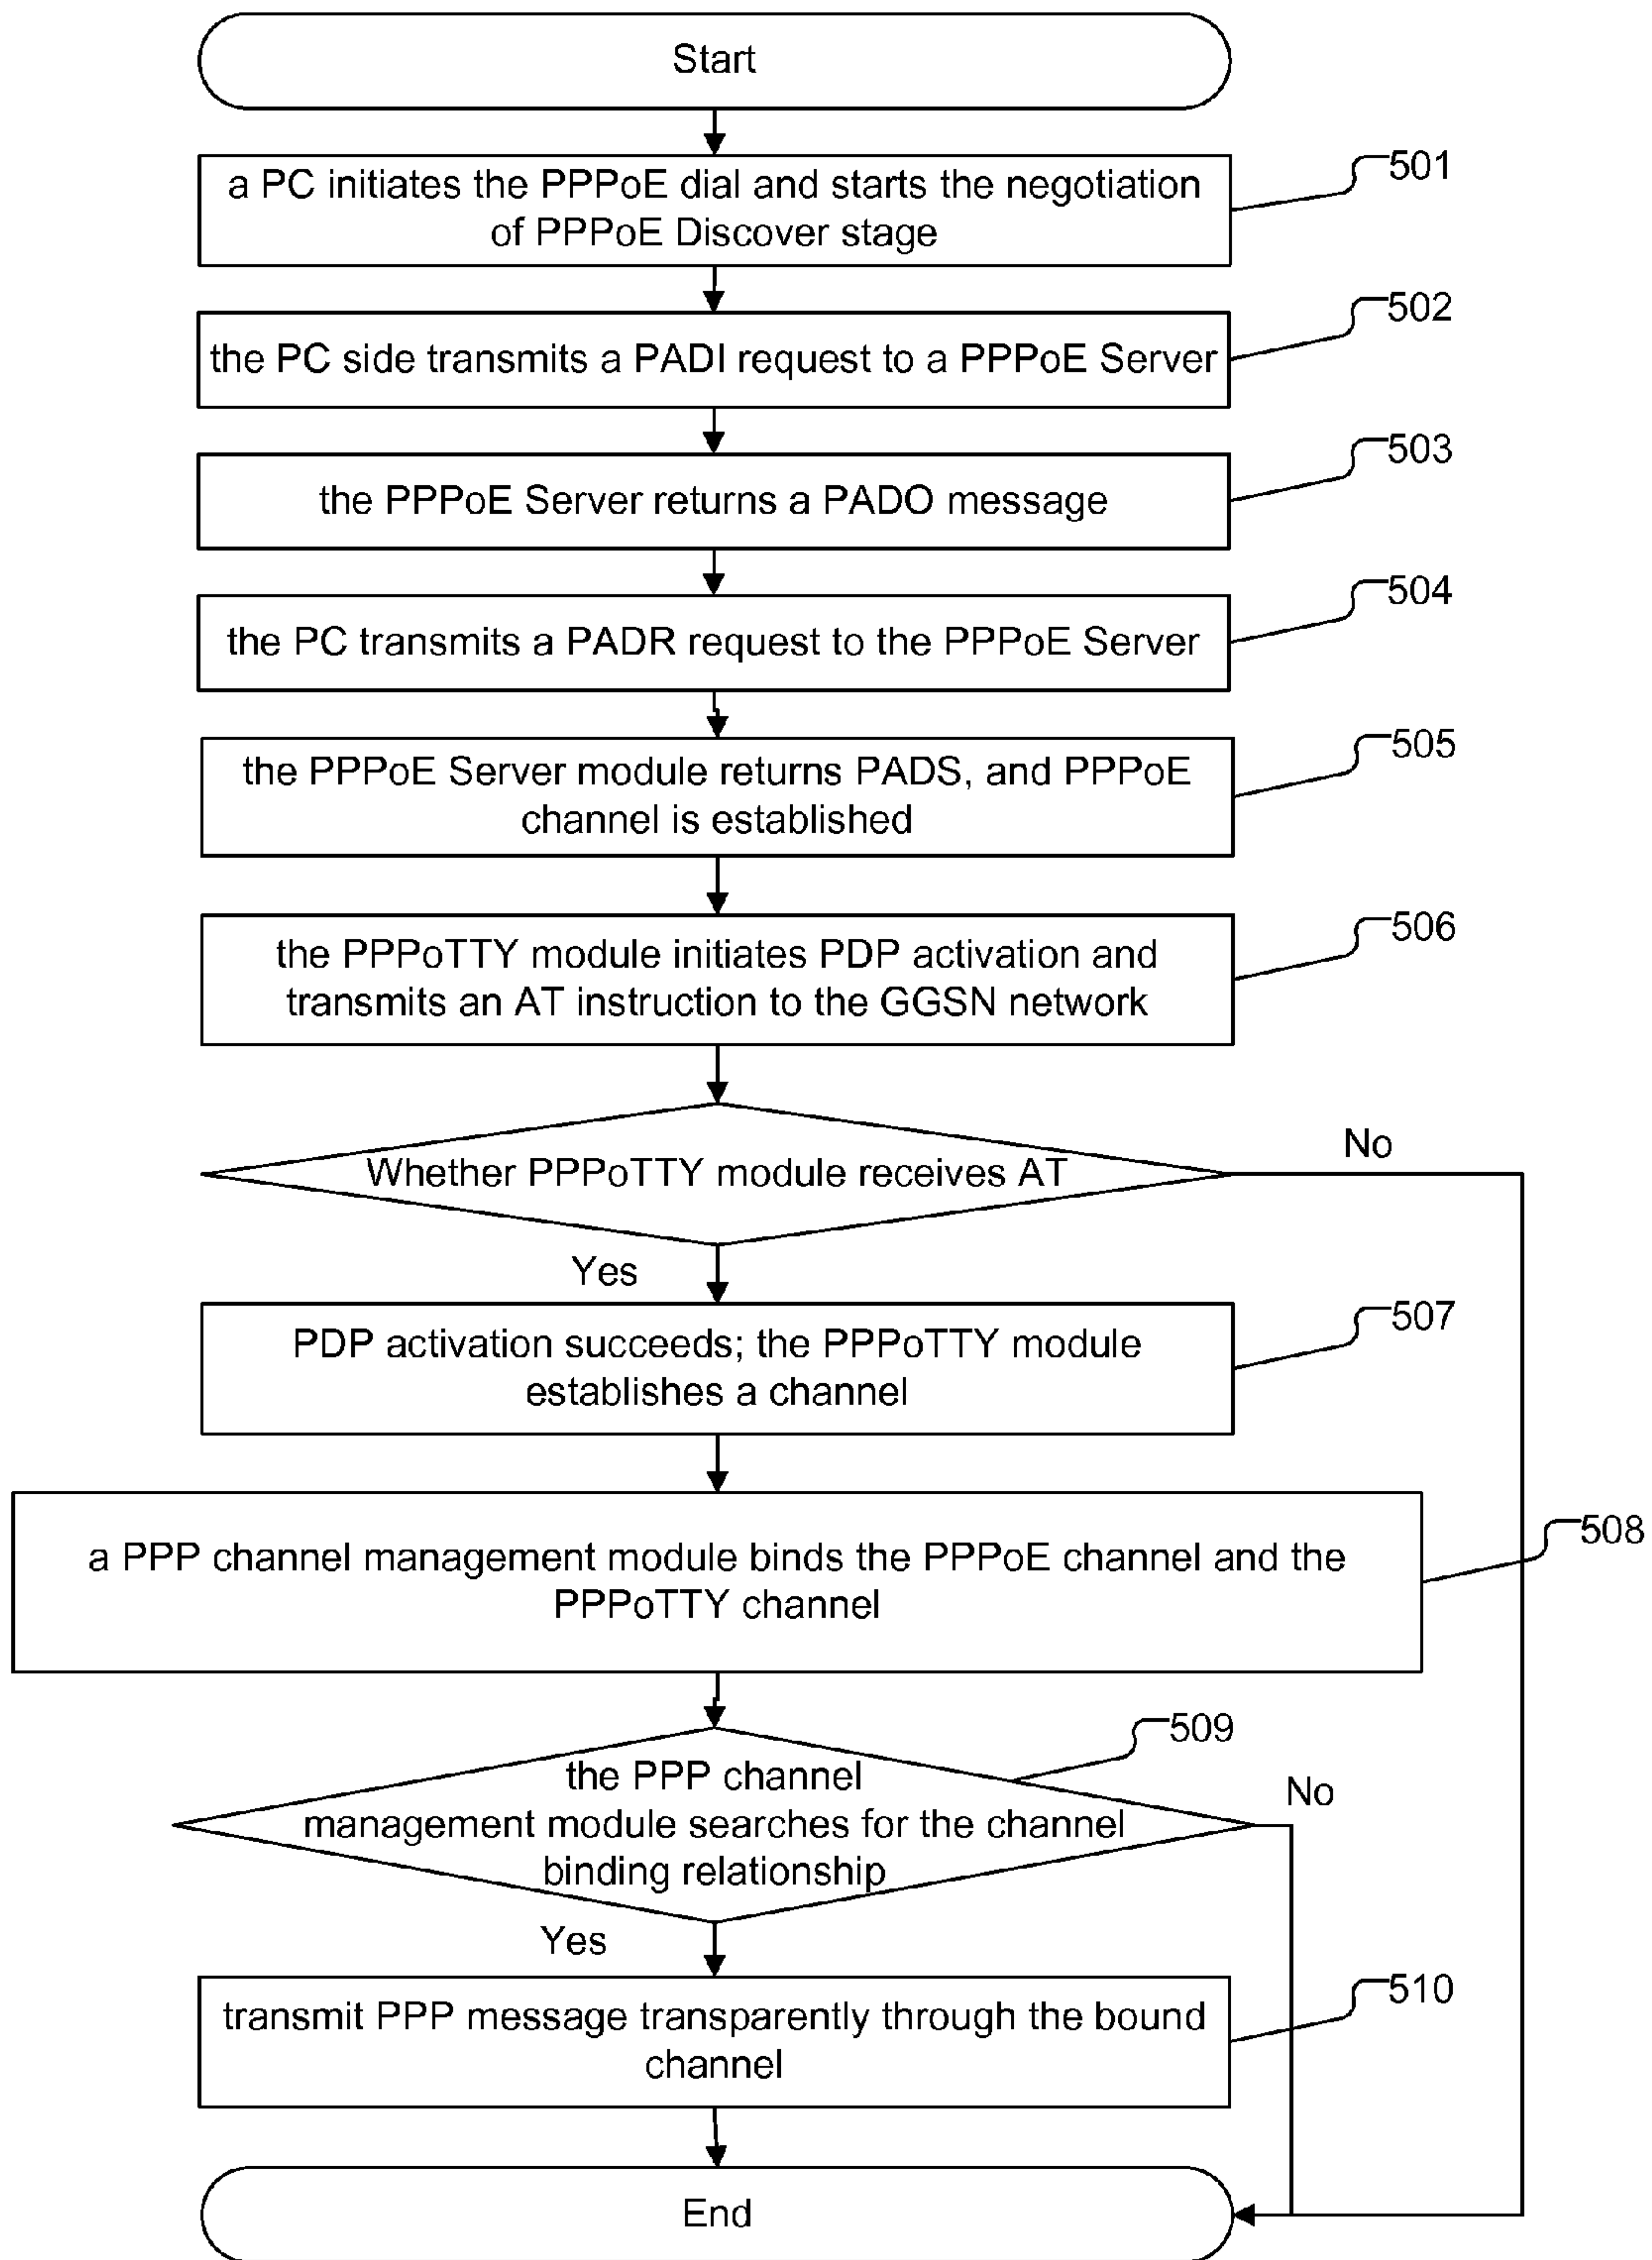 Start
a PC initiates the PPPoE dial and starts the negotiation
of PPPoE Discover stage
501
the PC side transmits a PADI request to a PPPoE Server
502
the PPPoE Server returns a PADO message
503
the PC transmits a PADR request to the PPPoE Server
504
the PPPoE Server module returns PADS, and PPPoE
channel is established
505
the PPPoTTY module initiates PDP activation and
transmits an AT instruction to the GGSN network
506
Whether PPPoTTY module receives AT
No
Yes
PDP activation succeeds; the PPPoTTY module
establishes a channel
507
a PPP channel management module binds the PPPoE channel and the
PPPoTTY channel
508
the PPP channel
management module searches for the channel
binding relationship
509
No
Yes
transmit PPP message transparently through the bound
channel
510
End